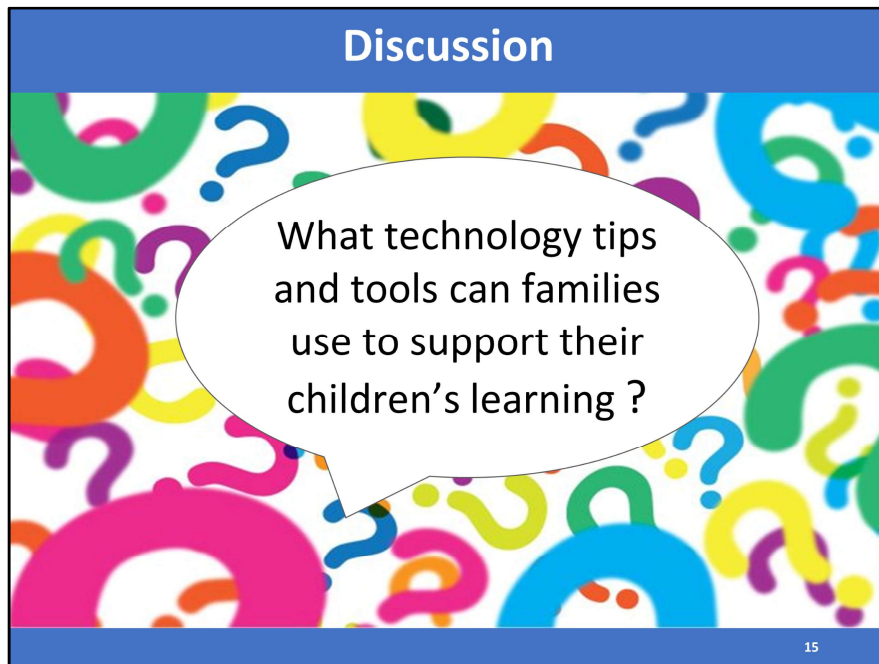 Discussion
What technology tips
and tools can families
use to support their
children’s learning ?
15